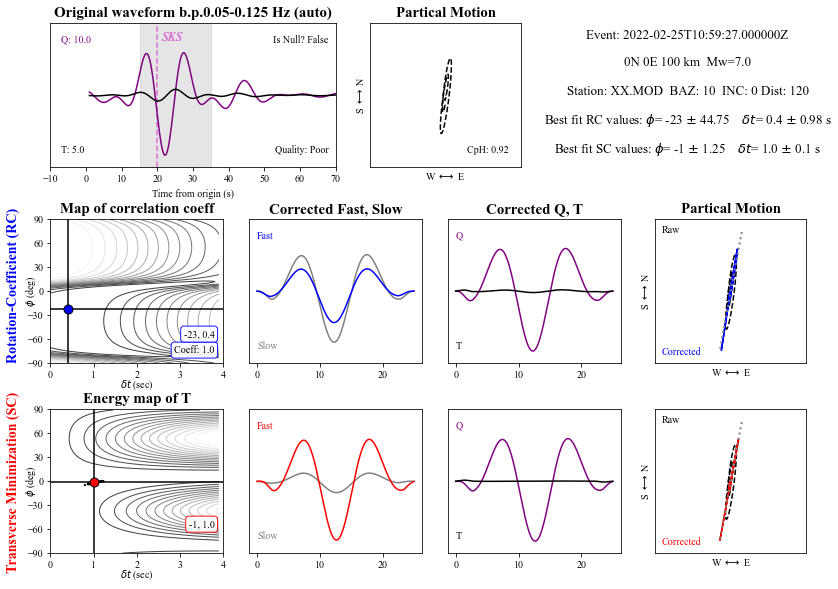 Original waveform b.p.0.05-0.125 Hz (auto)
Q: 10.0
SKS
Is Null? False
T: 5.0
Quality: Poor
−10 0 10 20 30 40 50 60 70
Time from origin (s)
Partical Motion
S ⟷ N
CpH: 0.92
W ⟷ E
Event: 2022-02-25T10:59:27.000000Z
0N 0E 100 km Mw=7.0
Station: XX.MOD BAZ: 10 INC: 0 Dist: 120
Best fit RC values: ϕ= -23 ± 44.75 δt= 0.4 ± 0.98 s
Best fit SC values: ϕ= -1 ± 1.25 δt= 1.0 ± 0.1 s
Rotation-Coefficient (RC)
Map of correlation coeff
90
60
30
0
−30
−60
−90
ϕ (deg)
-23, 0.4
Coeff: 1.0
0 1 2 3 4
δt (sec)
Corrected Fast, Slow
Fast
Slow
0 10 20
Corrected Q, T
Q
T
0 10 20
Partical Motion
Raw
S ⟷ N
Corrected
W ⟷ E
Transverse Minimization (SC)
Energy map of T
90
60
30
0
−30
−60
−90
ϕ (deg)
-1, 1.0
0 1 2 3 4
δt (sec)
Fast
Slow
0 10 20
Q
T
0 10 20
Raw
S ⟷ N
Corrected
W ⟷ E